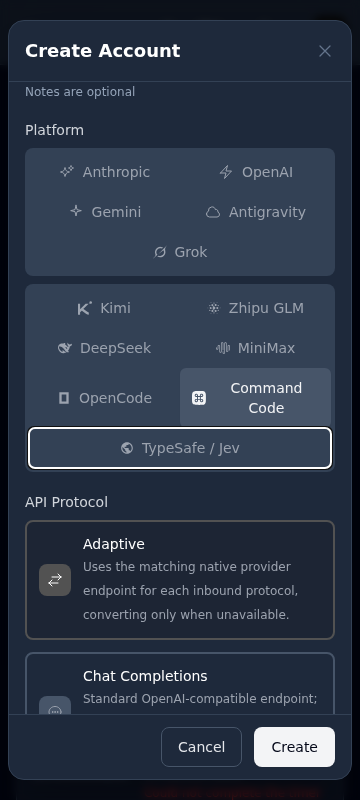 Create Account
Notes are optional
Platform
Anthropic
OpenAI
Gemini
Antigravity
Grok
Kimi
Zhipu GLM
DeepSeek
MiniMax
OpenCode
Command
Code
TypeSafe / Jev
API Protocol
Adaptive
Uses the matching native provider
endpoint for each inbound protocol,
converting only when unavailable.
Chat Completions
Standard OpenAI-compatible endpoint;
Cancel
Create